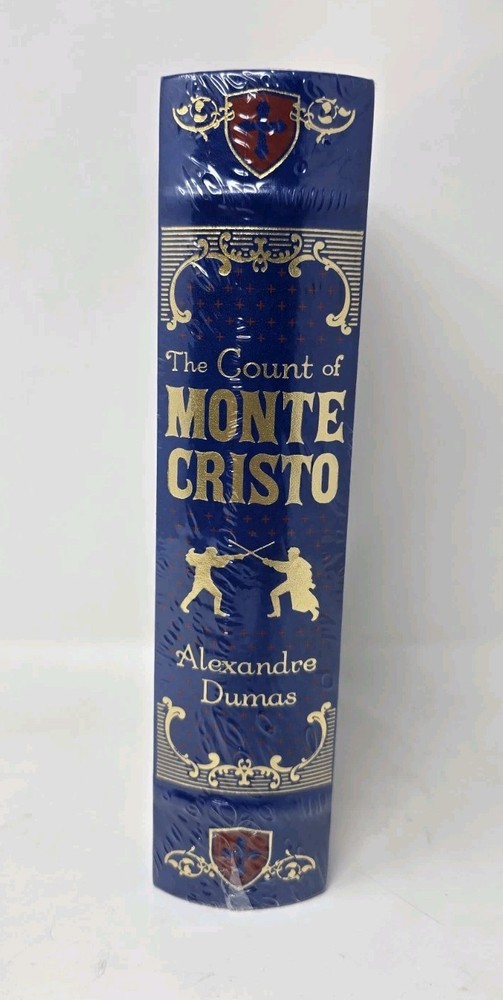 The Count of
MONTE
CRISTO
Alexandre
Dumas